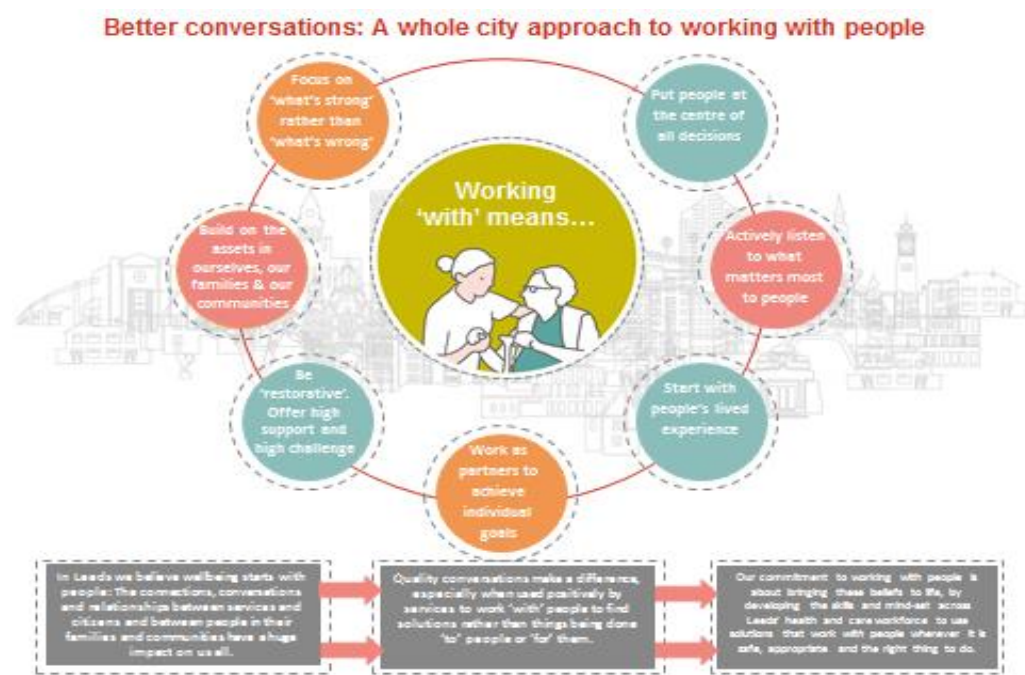 Better conversations: A whole city approach to working with people
Focus on
‘what’s strong’
rather than
‘what’s wrong’
Put people at
the centre of
all decisions
Working
‘with’ means...
Build on the
assets in
ourselves, our
families & our
communities
Actively listen
to what
matters most
to people
Be
‘restorative’.
Offer high
support and
high challenge
Start with
people’s lived
experience
Work as
partners to
achieve
individual
goals
In Leeds we believe wellbeing starts with
people: The connections, conversations
and relationships between services and
citizens and between people in their
families and communities have a huge
impact on us all.
Quality conversations make a difference,
especially when used positively by
services to work ‘with’ people to find
solutions rather than things being done
‘to’ people or ‘for’ them.
Our commitment to working with people is
about bringing these beliefs to life, by
developing the skills and mind-set across
Leeds’ health and care workforce to use
solutions that work with people wherever it is
safe, appropriate and the right thing to do.